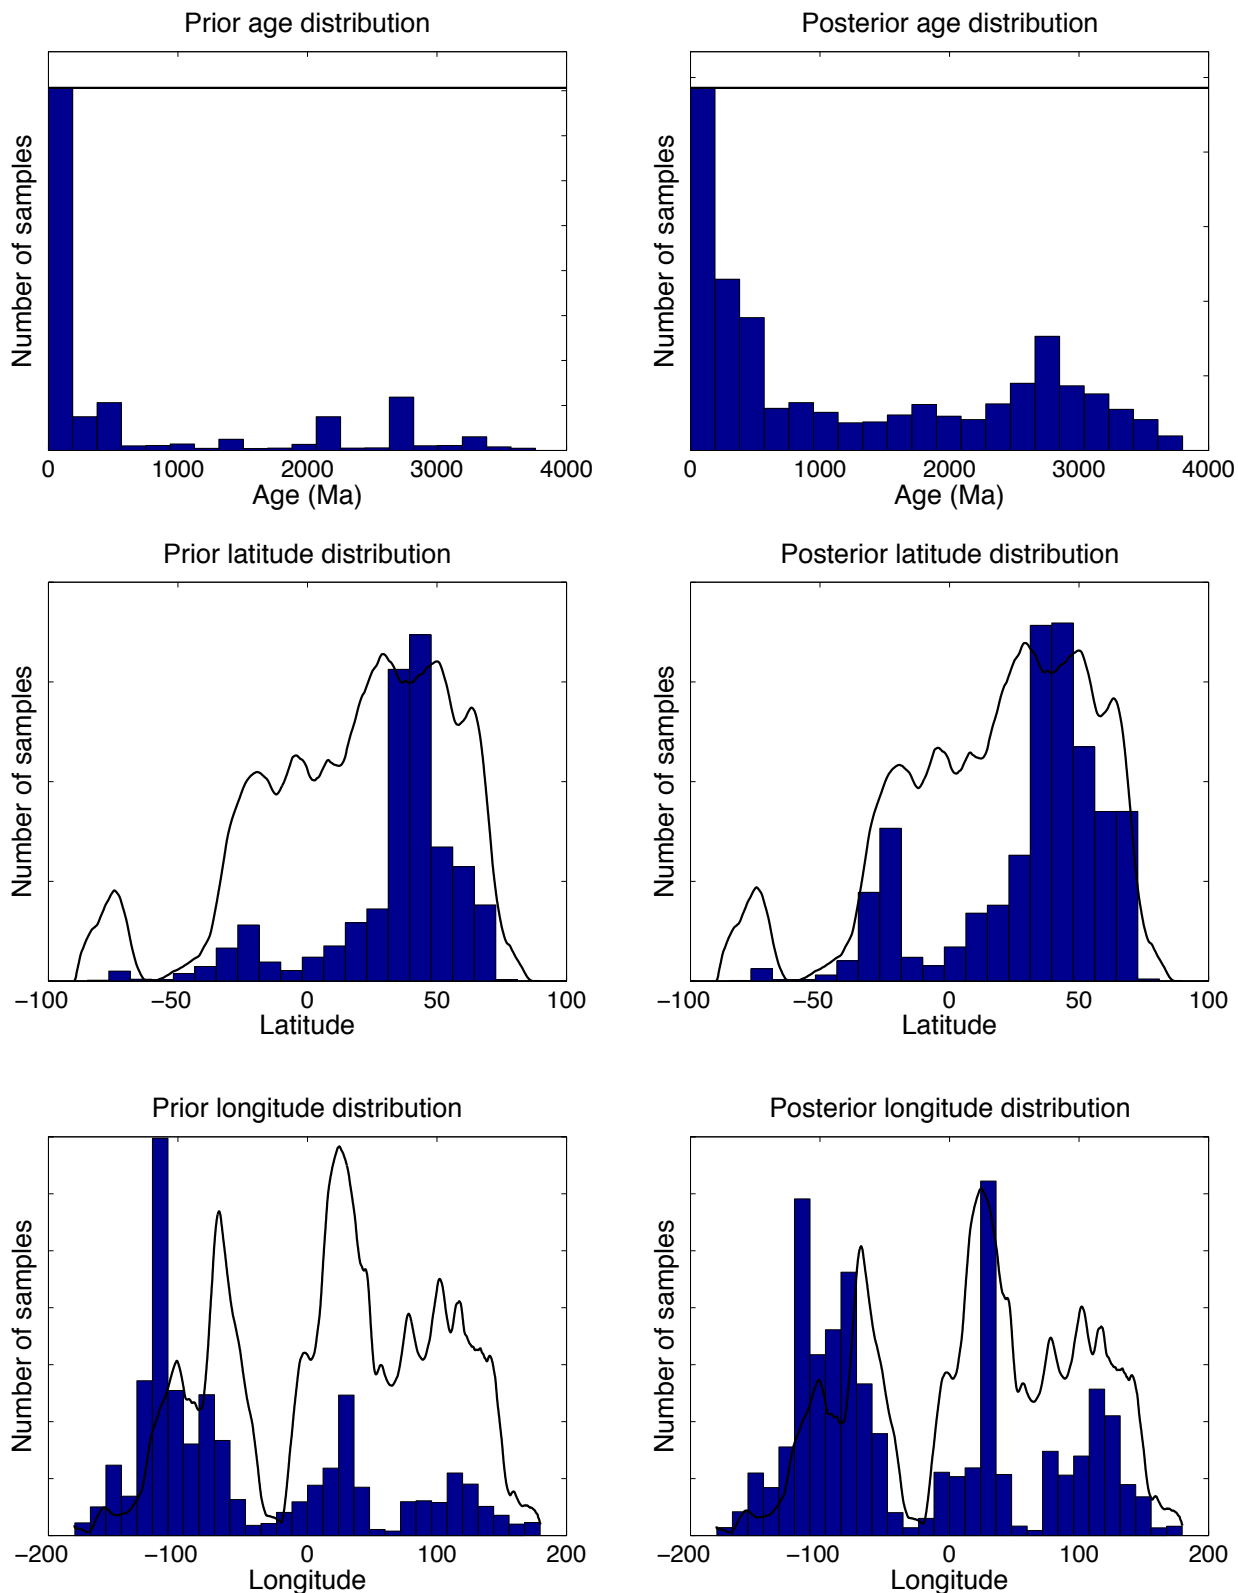 Prior age distribution
Number of samples
0 1000 2000 3000 4000
Age (Ma)
Posterior age distribution
Number of samples
0 1000 2000 3000 4000
Age (Ma)
Prior latitude distribution
Number of samples
−100 −50 0 50 100
Latitude
Posterior latitude distribution
Number of samples
−100 −50 0 50 100
Latitude
Prior longitude distribution
Number of samples
−200 −100 0 100 200
Longitude
Posterior longitude distribution
Number of samples
−200 −100 0 100 200
Longitude